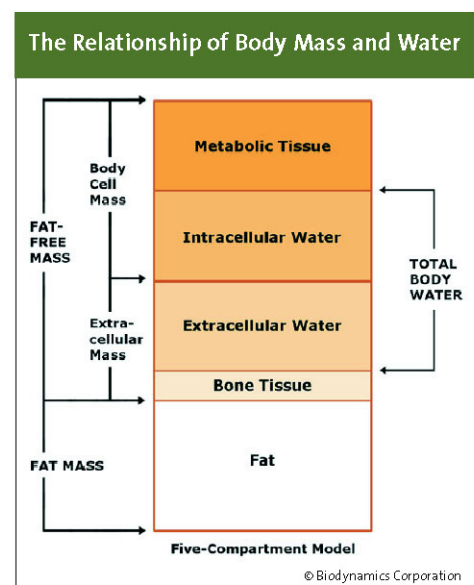 The Relationship of Body Mass and Water
Metabolic Tissue
Body
Cell
Mass
Intracellular Water
FAT-
FREE
MASS
TOTAL
BODY
WATER
Extra-
cellular
Mass
Extracellular Water
Bone Tissue
FAT MASS
Fat
Five-Compartment Model
© Biodynamics Corporation